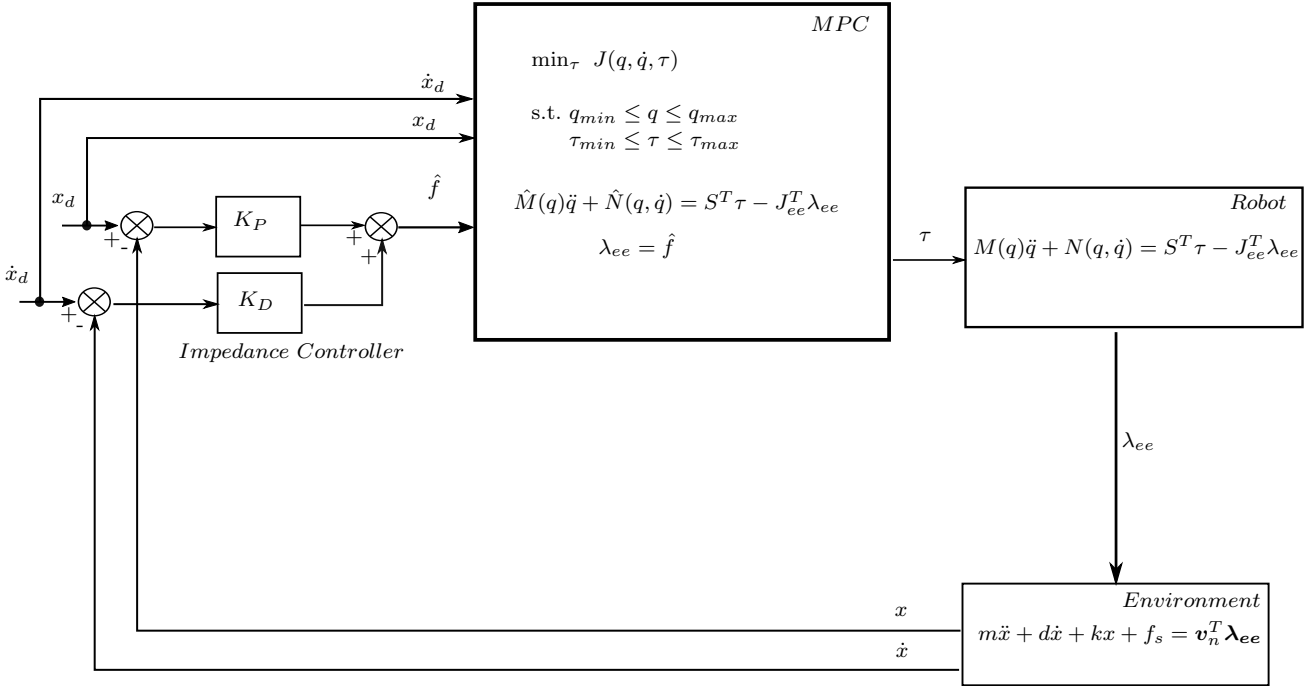 MPC
min_τ J(q, q̇, τ)
s.t. q_min ≤ q ≤ q_max
τ_min ≤ τ ≤ τ_max
M̂(q)q̈ + N̂(q, q̇) = S^T τ − J_ee^T λ_ee
λ_ee = f̂
ẋ_d
x_d
f̂
x_d
+
-
K_P
+
+
ẋ_d
+
-
K_D
Impedance Controller
τ
Robot
M(q)q̈ + N(q, q̇) = S^T τ − J_ee^T λ_ee
λ_ee
Environment
mẍ + dẋ + kx + f_s = v_n^T λ_ee
x
ẋ